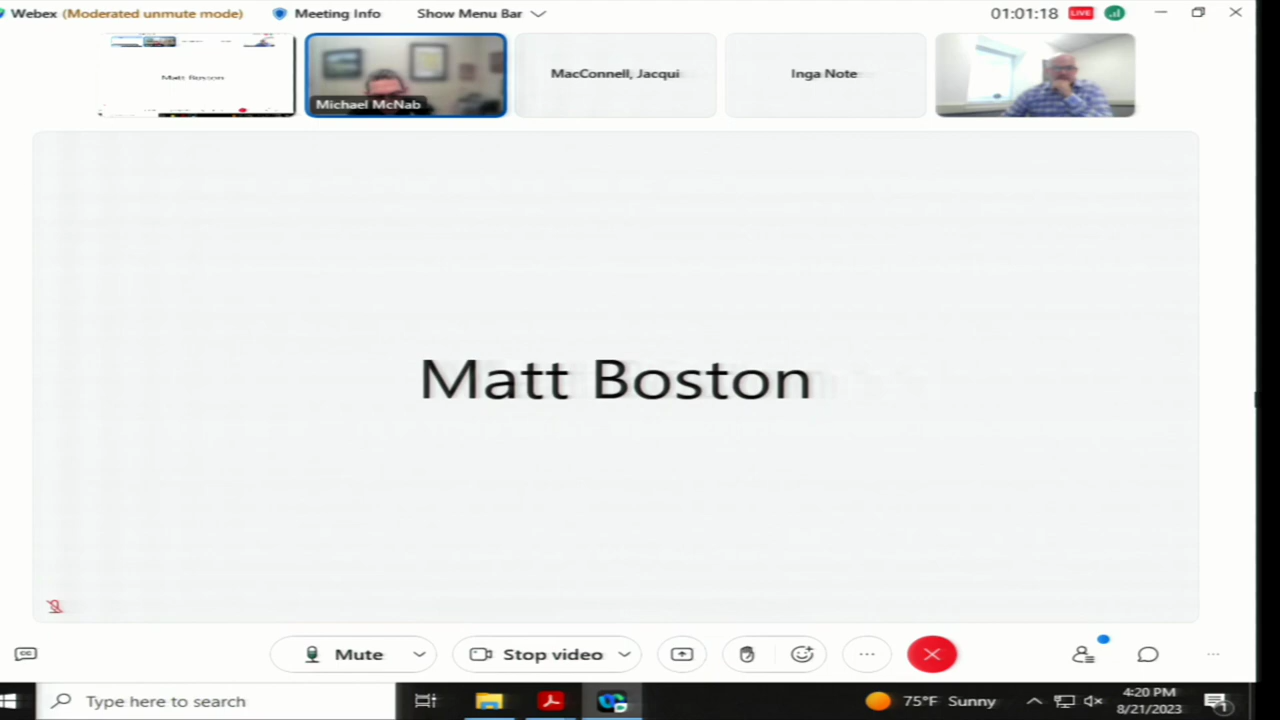 Webex (Moderated unmute mode) Meeting Info Show Menu Bar 01:01:18 LIVE
Matt Boston
Michael McNab
MacConnell, Jacqui
Inga Note
Matt Boston
CC Mute Stop video
Type here to search 75°F Sunny 4:20 PM
8/21/2023 1